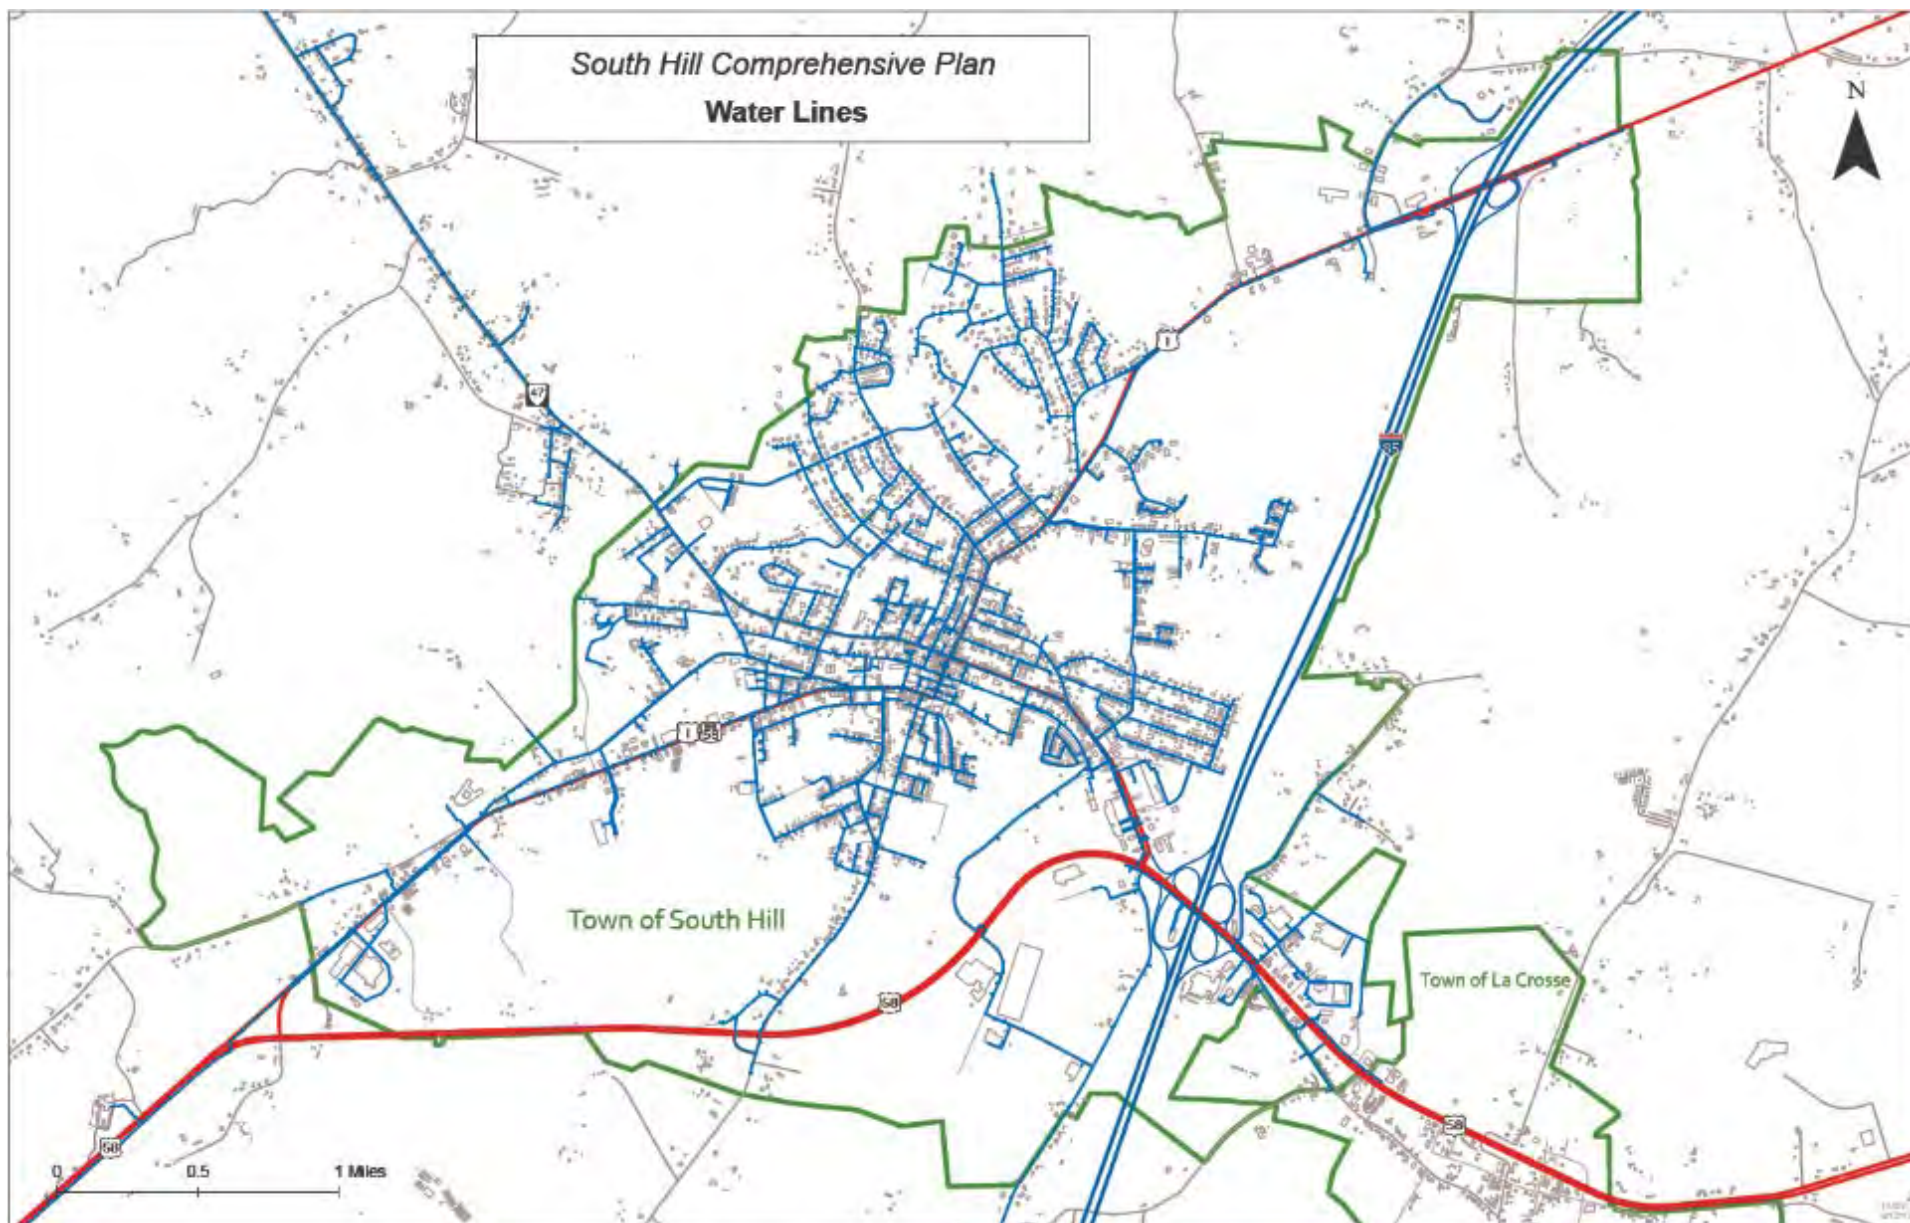 South Hill Comprehensive Plan
Water Lines
N
47
1
85
1
58
Town of South Hill
58
Town of La Crosse
58
58
0 0.5 1 Miles